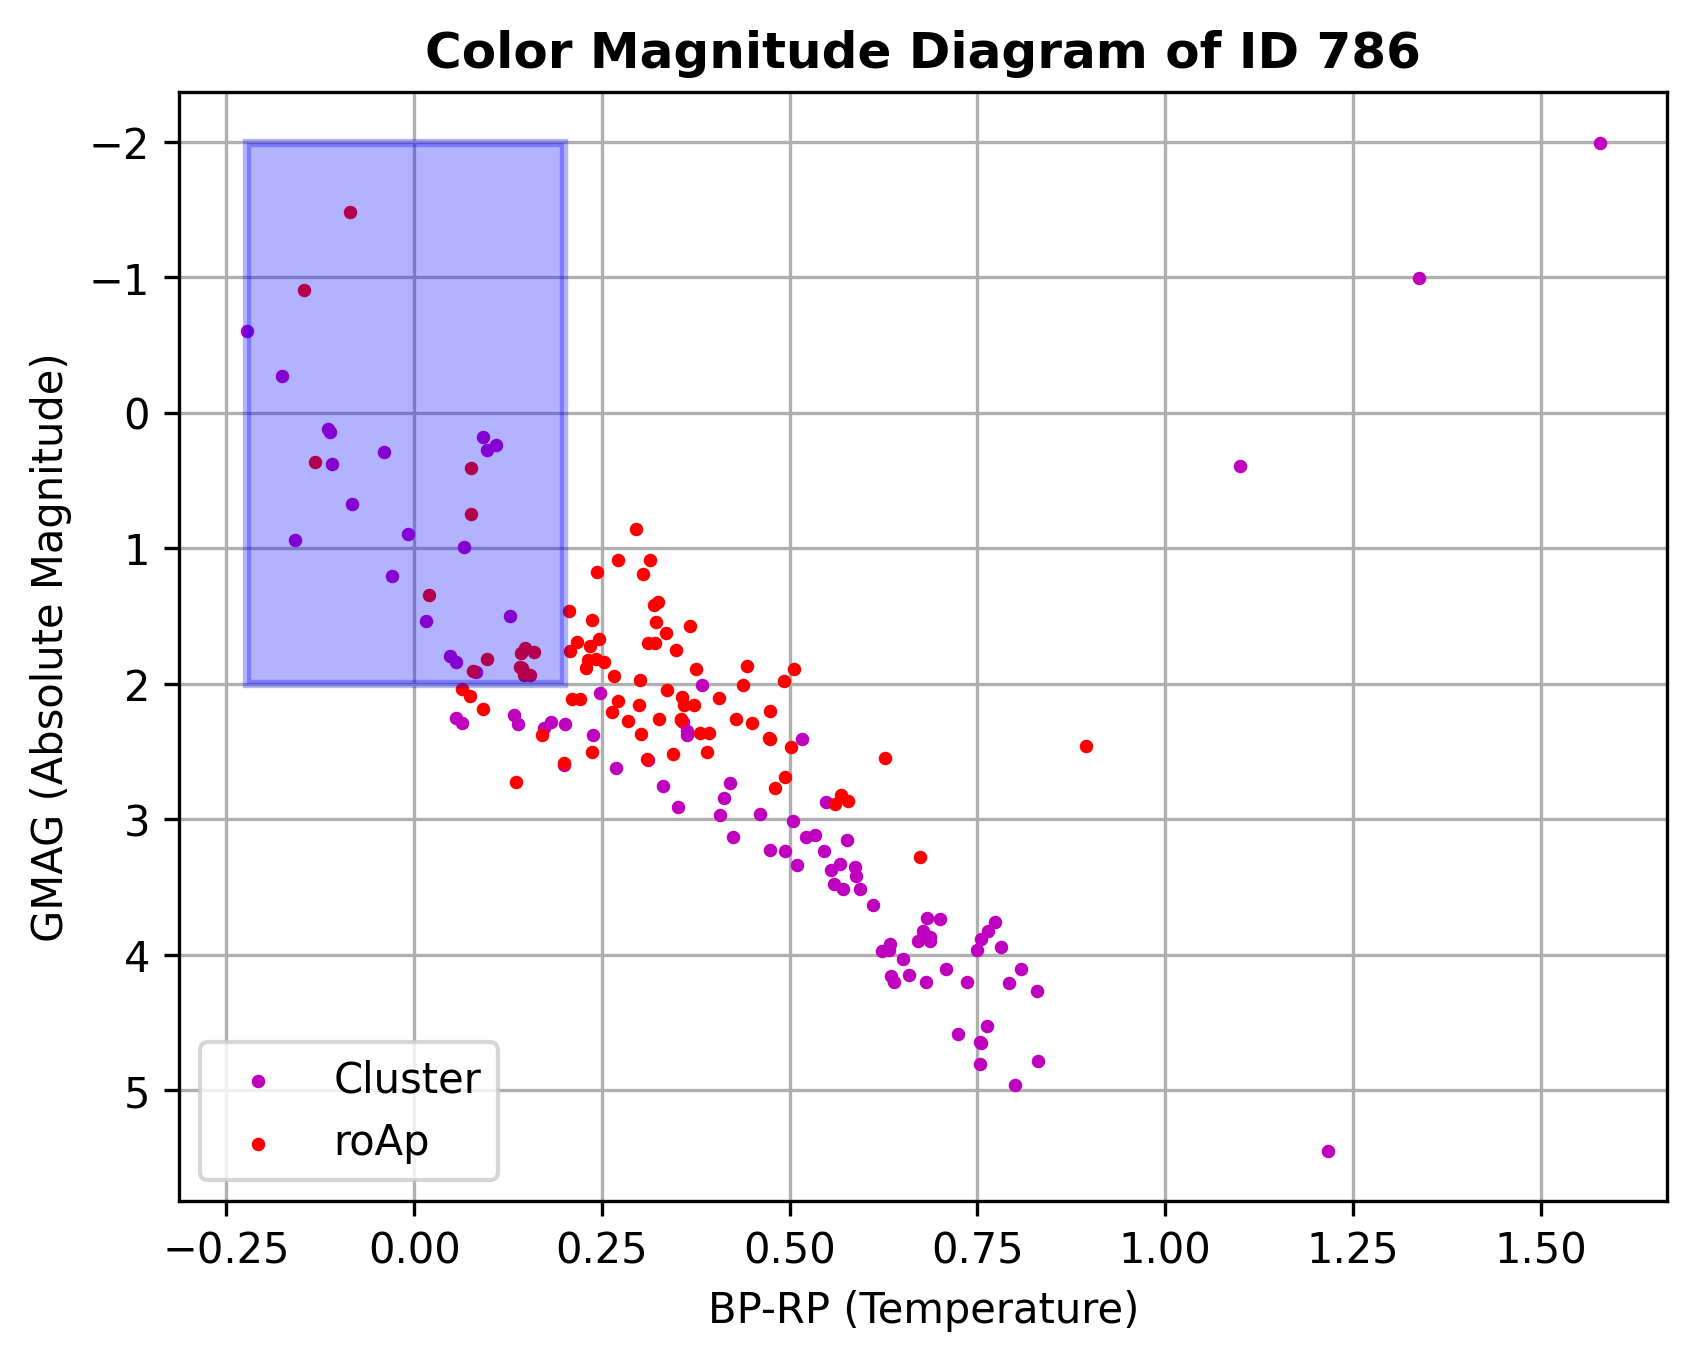 Color Magnitude Diagram of ID 786
GMAG (Absolute Magnitude)
−2
−1
0
1
2
3
4
5
Cluster
roAp
−0.25 0.00 0.25 0.50 0.75 1.00 1.25 1.50
BP-RP (Temperature)